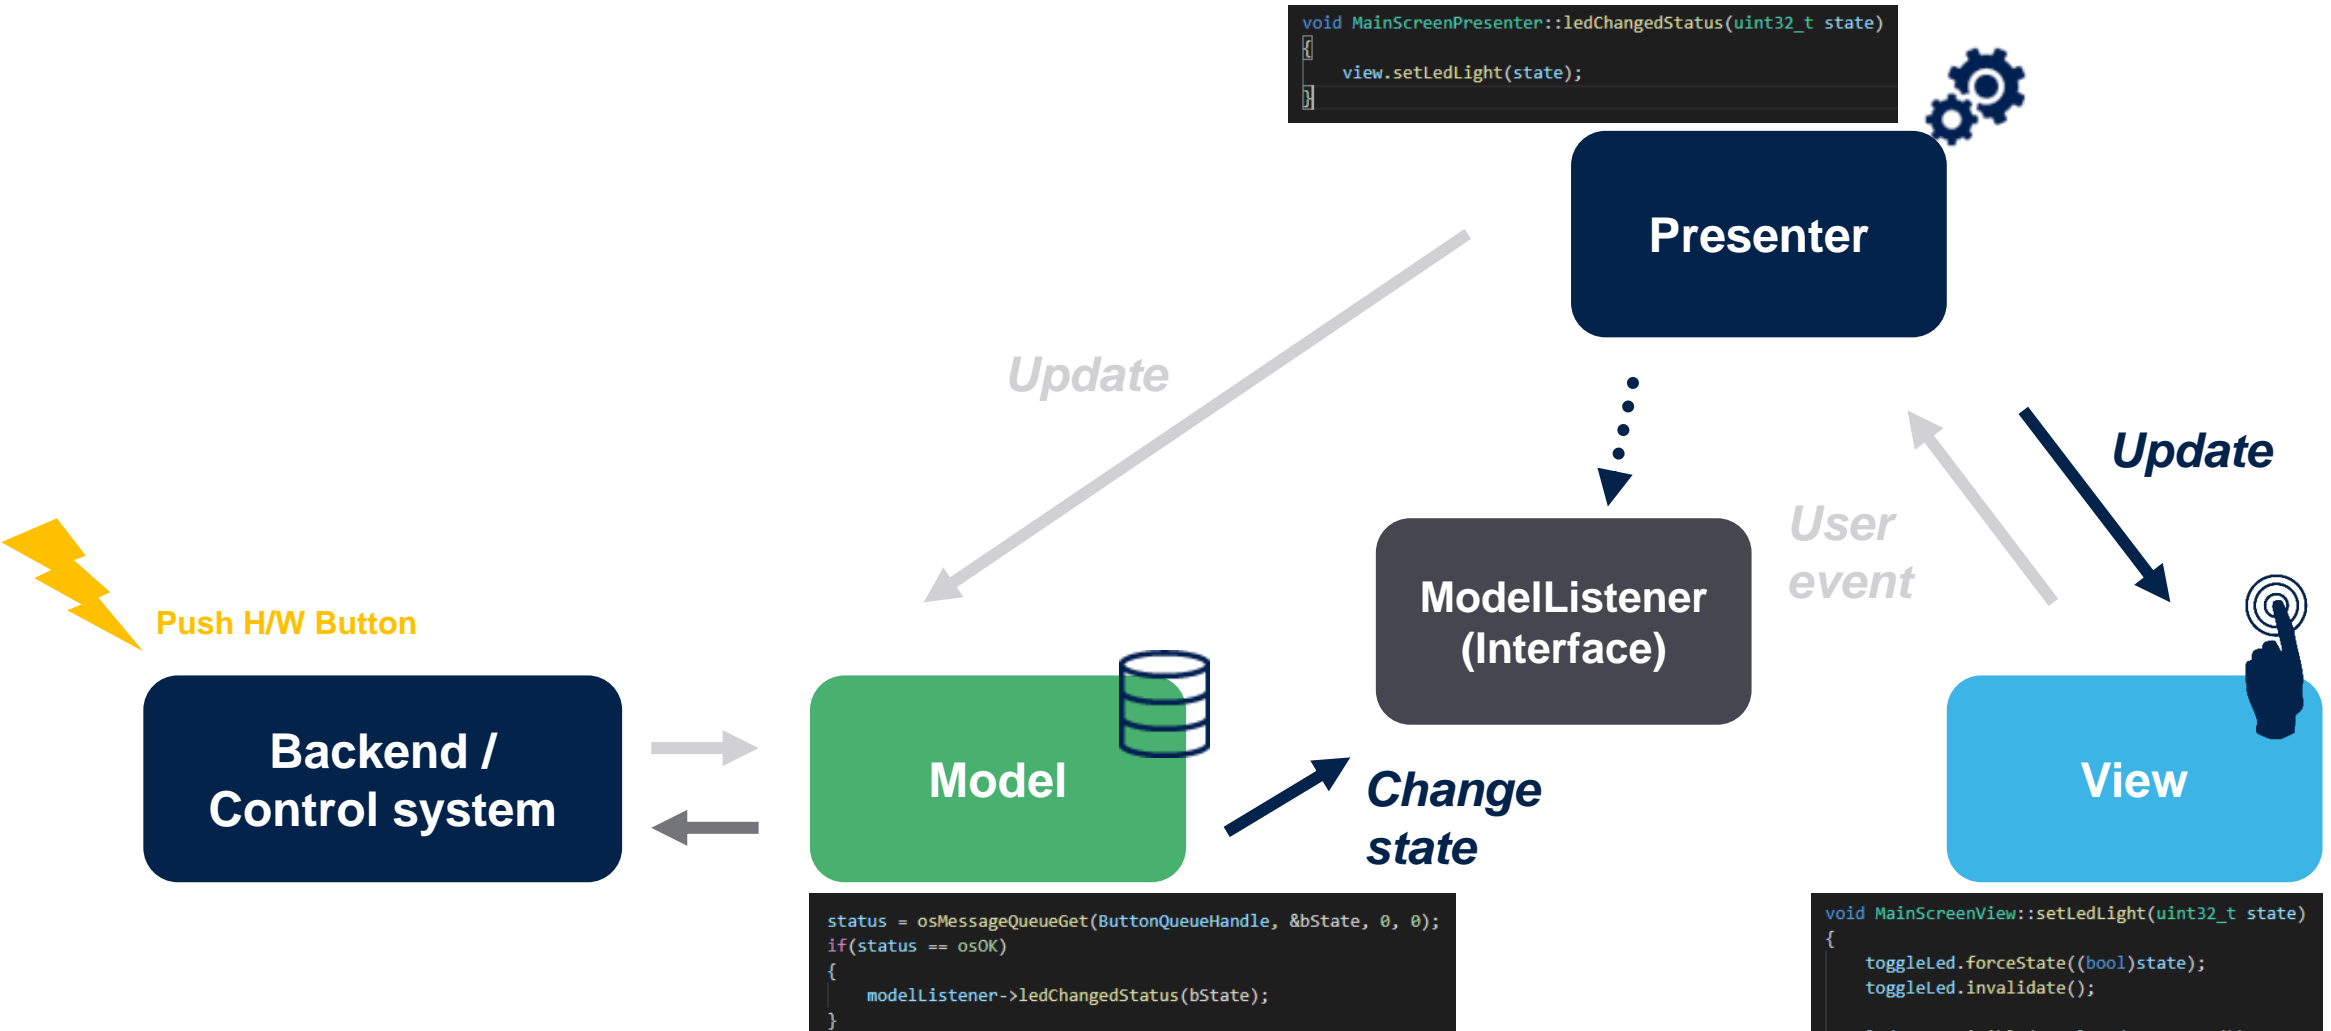 void MainScreenPresenter::ledChangedStatus(uint32_t state)
{
view.setLedLight(state);
}
Presenter
Update
Update
User
event
ModelListener
(Interface)
Push H/W Button
Backend /
Control system
Model
Change
state
View
status = osMessageQueueGet(ButtonQueueHandle, &bState, 0, 0);
if(status == osOK)
{
modelListener->ledChangedStatus(bState);
}
void MainScreenView::setLedLight(uint32_t state)
{
toggleLed.forceState((bool)state);
toggleLed.invalidate();